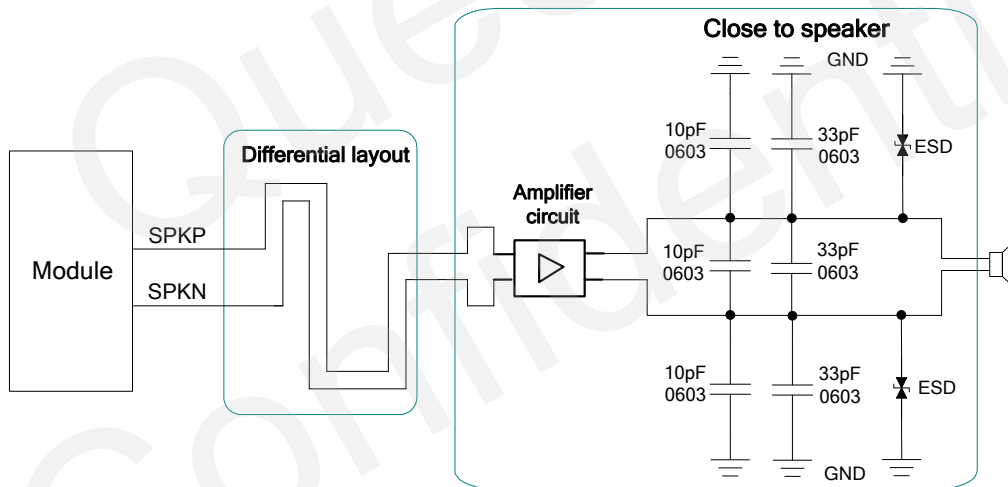 Close to speaker
GND
10pF
0603
33pF
0603
ESD
Differential layout
Amplifier
circuit
SPKP
Module
SPKN
10pF
0603
33pF
0603
10pF
0603
33pF
0603
ESD
GND